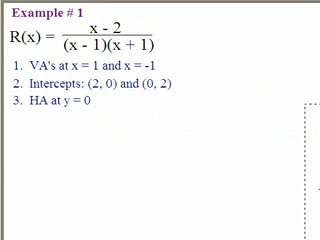 Example # 1
R(x) = x - 2 / (x - 1)(x + 1)
1. VA's at x = 1 and x = -1
2. Intercepts: (2, 0) and (0, 2)
3. HA at y = 0